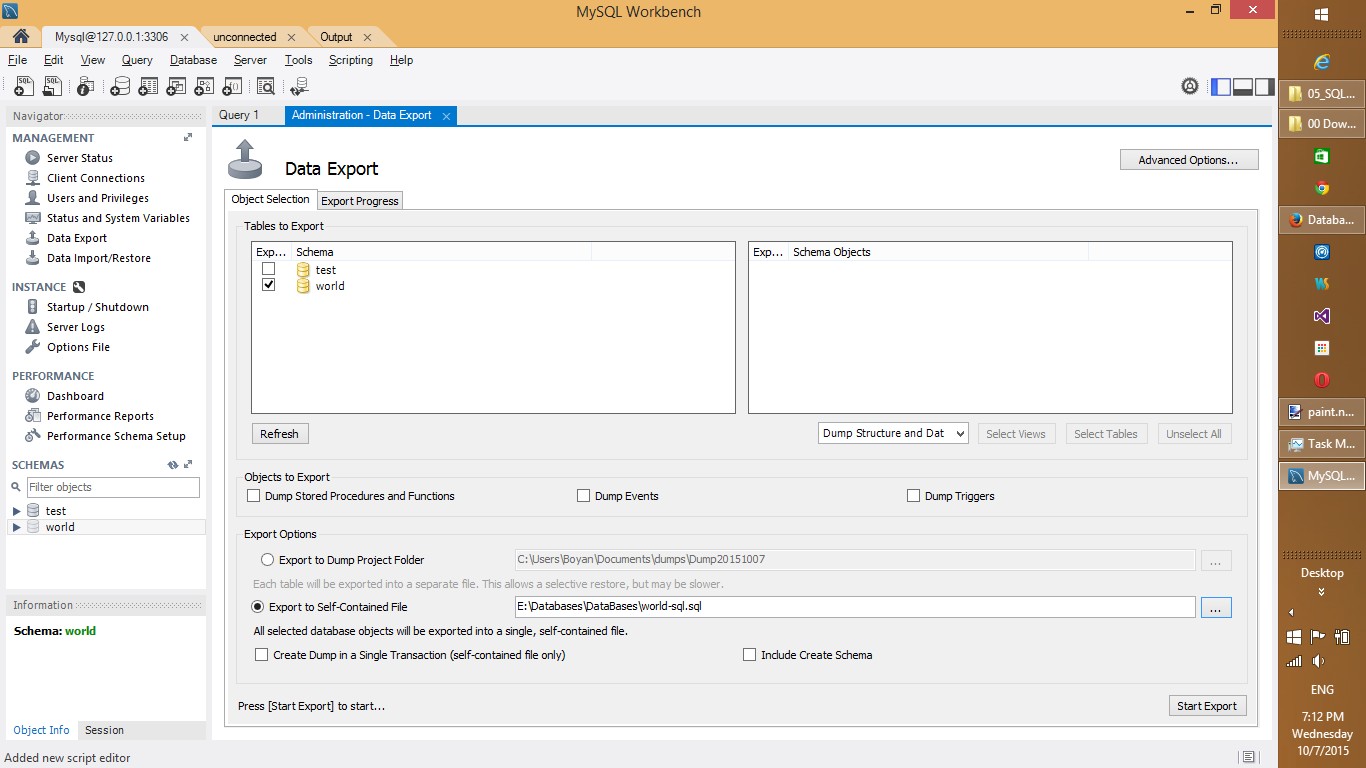 MySQL Workbench
Mysql@127.0.0.1:3306
unconnected
Output
File Edit View Query Database Server Tools Scripting Help
Navigator
MANAGEMENT
Server Status
Client Connections
Users and Privileges
Status and System Variables
Data Export
Data Import/Restore
INSTANCE
Startup / Shutdown
Server Logs
Options File
PERFORMANCE
Dashboard
Performance Reports
Performance Schema Setup
SCHEMAS
Filter objects
test
world
Information
Schema: world
Object Info Session
Added new script editor
Query 1
Administration - Data Export
Data Export
Advanced Options...
Object Selection Export Progress
Tables to Export
Exp... Schema
test
world
Exp... Schema Objects
Refresh
Dump Structure and Dat
Select Views
Select Tables
Unselect All
Objects to Export
Dump Stored Procedures and Functions
Dump Events
Dump Triggers
Export Options
Export to Dump Project Folder
C:\Users\Boyan\Documents\dumps\Dump20151007
...
Each table will be exported into a separate file. This allows a selective restore, but may be slower.
Export to Self-Contained File
E:\Databases\DataBases\world-sql.sql
...
All selected database objects will be exported into a single, self-contained file.
Create Dump in a Single Transaction (self-contained file only)
Include Create Schema
Press [Start Export] to start...
Start Export
05_SQL...
00 Dow...
Databa...
WS
paint.n...
Task M...
MySQL...
Desktop
ENG
7:12 PM
Wednesday
10/7/2015